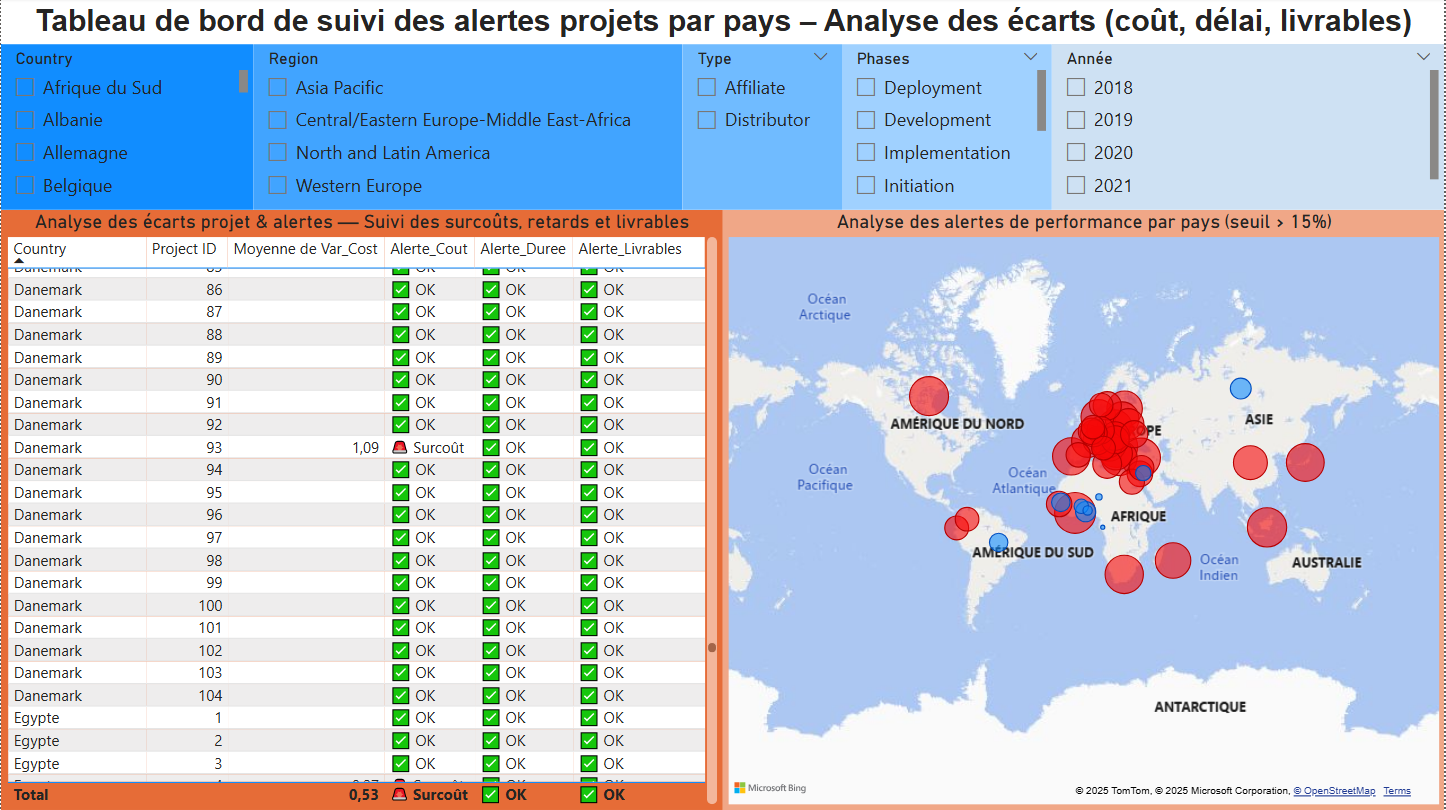 Tableau de bord de suivi des alertes projets par pays – Analyse des écarts (coût, délai, livrables)
Country
Afrique du Sud
Albanie
Allemagne
Belgique
Region
Asia Pacific
Central/Eastern Europe-Middle East-Africa
North and Latin America
Western Europe
Type
Affiliate
Distributor
Phases
Deployment
Development
Implementation
Initiation
Année
2018
2019
2020
2021
Analyse des écarts projet & alertes — Suivi des surcoûts, retards et livrables
Country Project ID Moyenne de Var_Cost Alerte_Cout Alerte_Duree Alerte_Livrables
Danemark 86 OK OK OK
Danemark 87 OK OK OK
Danemark 88 OK OK OK
Danemark 89 OK OK OK
Danemark 90 OK OK OK
Danemark 91 OK OK OK
Danemark 92 OK OK OK
Danemark 93 1,09 Surcoût OK OK
Danemark 94 OK OK OK
Danemark 95 OK OK OK
Danemark 96 OK OK OK
Danemark 97 OK OK OK
Danemark 98 OK OK OK
Danemark 99 OK OK OK
Danemark 100 OK OK OK
Danemark 101 OK OK OK
Danemark 102 OK OK OK
Danemark 103 OK OK OK
Danemark 104 OK OK OK
Egypte 1 OK OK OK
Egypte 2 OK OK OK
Egypte 3 OK OK OK
Total 0,53 Surcoût OK OK
Analyse des alertes de performance par pays (seuil > 15%)
Océan
Arctique
AMÉRIQUE DU NORD
OPE
ASIE
Océan
Pacifique
Océan
Atlantique
AFRIQUE
AMÉRIQUE DU SUD
Océan
Indien
AUSTRALIE
ANTARCTIQUE
Microsoft Bing
© 2025 TomTom, © 2025 Microsoft Corporation, © OpenStreetMap Terms